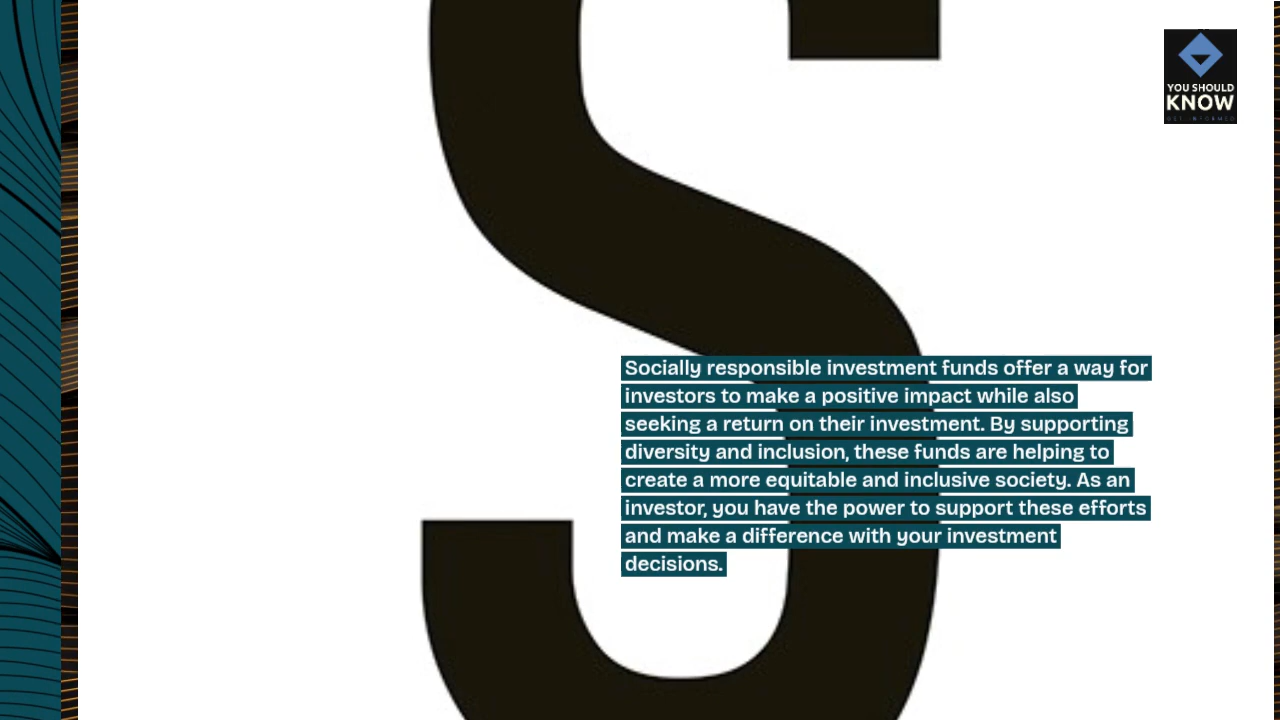 S
YOU SHOULD
KNOW
GET INFORMED
Socially responsible investment funds offer a way for
investors to make a positive impact while also
seeking a return on their investment. By supporting
diversity and inclusion, these funds are helping to
create a more equitable and inclusive society. As an
investor, you have the power to support these efforts
and make a difference with your investment
decisions.